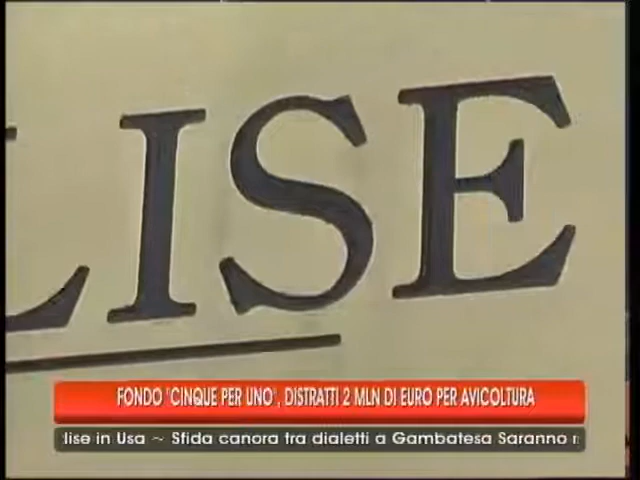 LISE
FONDO "CINQUE PER UNO", DISTRATTI 2 MLN DI EURO PER AVICOLTURA
lise in Usa ~ Sfida canora tra dialetti a Gambatesa Saranno